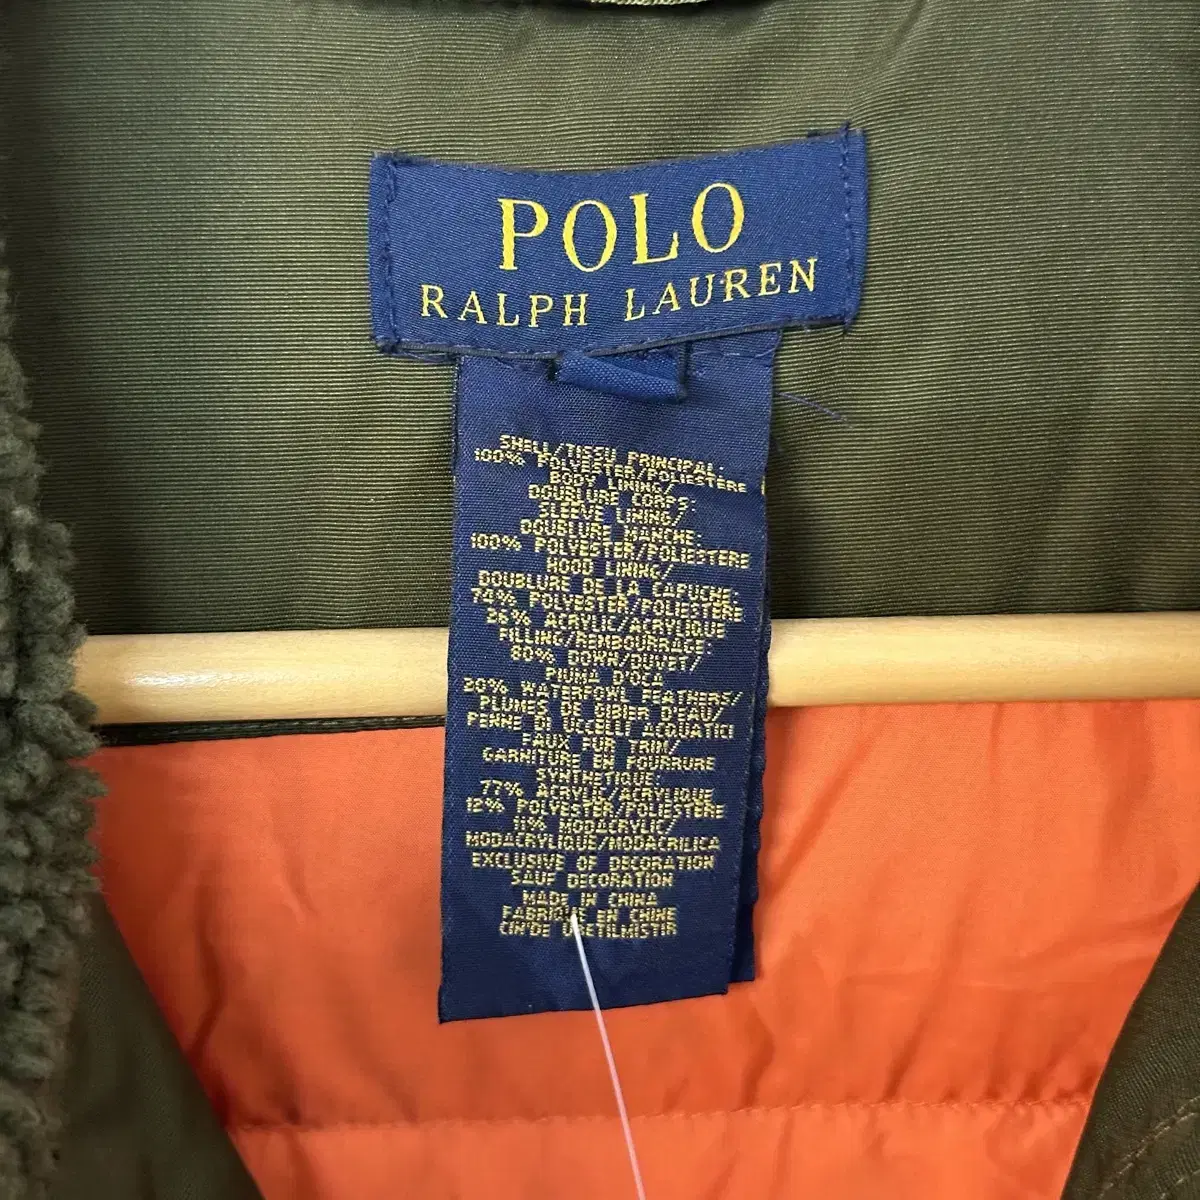 POLO
RALPH LAUREN
SHELL/TISSU PRINCIPAL:
100% POLYESTER/POLIESTERE
BODY LINING/
DOUBLURE CORPS:
SLEEVE LINING/
DOUBLURE MANCHE:
100% POLYESTER/POLIESTERE
HOOD LINING/
DOUBLURE DE LA CAPUCHE:
74% POLYESTER/POLIESTERE
26% ACRYLIC/ACRYLIQUE
FILLING/REMBOURRAGE
80% DOWN/DUVET/
PIUMA D'OCA
20% WATERFOWL FEATHERS/
PLUMES DE GIBIER D'EAU/
PENNE DI UCCELLI ACQUATICI
FAUX FUR TRIM/
GARNITURE EN FOURRURE
SYNTHETIQUE:
77% ACRYLIC/ACRYLIQUE
12% POLYESTER/POLIESTERE
11% MODACRYLIC/
MODACRYLIQUE/MODACRILICA
EXCLUSIVE OF DECORATION
SAUF DECORATION
MADE IN CHINA
FABRIQUE EN CHINE
CIN'DE URETILMISTIR